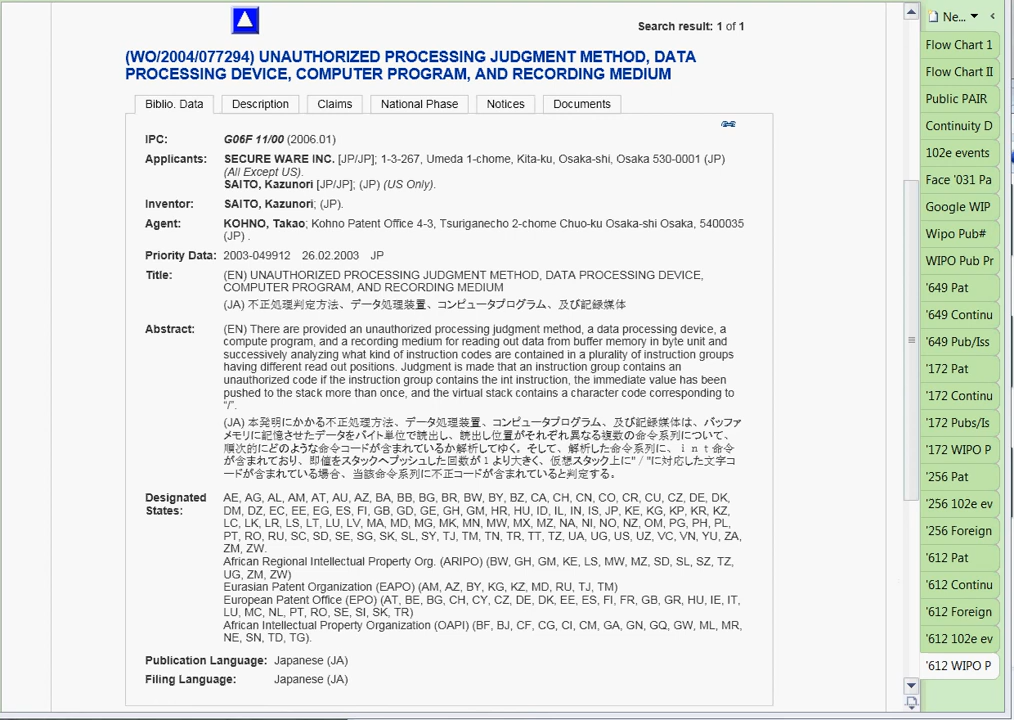 Search result: 1 of 1
(WO/2004/077294) UNAUTHORIZED PROCESSING JUDGMENT METHOD, DATA
PROCESSING DEVICE, COMPUTER PROGRAM, AND RECORDING MEDIUM
Biblio. Data Description Claims National Phase Notices Documents
IPC: G06F 11/00 (2006.01)
Applicants: SECURE WARE INC. [JP/JP]; 1-3-267, Umeda 1-chome, Kita-ku, Osaka-shi, Osaka 530-0001 (JP)
(All Except US).
SAITO, Kazunori [JP/JP]; (JP) (US Only).
Inventor: SAITO, Kazunori; (JP).
Agent: KOHNO, Takao; Kohno Patent Office 4-3, Tsuriganecho 2-chome Chuo-ku Osaka-shi Osaka, 5400035
(JP) .
Priority Data: 2003-049912 26.02.2003 JP
Title: (EN) UNAUTHORIZED PROCESSING JUDGMENT METHOD, DATA PROCESSING DEVICE,
COMPUTER PROGRAM, AND RECORDING MEDIUM
(JA) 不正処理判定方法、データ処理装置、コンピュータプログラム、及び記録媒体
Abstract: (EN) There are provided an unauthorized processing judgment method, a data processing device, a
compute program, and a recording medium for reading out data from buffer memory in byte unit and
successively analyzing what kind of instruction codes are contained in a plurality of instruction groups
having different read out positions. Judgment is made that an instruction group contains an
unauthorized code if the instruction group contains the int instruction, the immediate value has been
pushed to the stack more than once, and the virtual stack contains a character code corresponding to
"/".
(JA) 本発明にかかる不正処理方法、データ処理装置、コンピュータプログラム、及び記録媒体は、バッファ
メモリに記憶させたデータをバイト単位で読出し、読出し位置がそれぞれ異なる複数の命令系列について、
順次的にどのような命令コードが含まれているか解析してゆく。そして、解析した命令系列に、ｉｎｔ命令
が含まれており、即値をスタックへプッシュした回数が１より大きく、仮想スタック上に"／"に対応した文字コ
ードが含まれている場合、当該命令系列に不正コードが含まれていると判定する。
Designated States: AE, AG, AL, AM, AT, AU, AZ, BA, BB, BG, BR, BW, BY, BZ, CA, CH, CN, CO, CR, CU, CZ, DE, DK,
DM, DZ, EC, EE, EG, ES, FI, GB, GD, GE, GH, GM, HR, HU, ID, IL, IN, IS, JP, KE, KG, KP, KR, KZ,
LC, LK, LR, LS, LT, LU, LV, MA, MD, MG, MK, MN, MW, MX, MZ, NA, NI, NO, NZ, OM, PG, PH, PL,
PT, RO, RU, SC, SD, SE, SG, SK, SL, SY, TJ, TM, TN, TR, TT, TZ, UA, UG, US, UZ, VC, VN, YU, ZA,
ZM, ZW.
African Regional Intellectual Property Org. (ARIPO) (BW, GH, GM, KE, LS, MW, MZ, SD, SL, SZ, TZ,
UG, ZM, ZW)
Eurasian Patent Organization (EAPO) (AM, AZ, BY, KG, KZ, MD, RU, TJ, TM)
European Patent Office (EPO) (AT, BE, BG, CH, CY, CZ, DE, DK, EE, ES, FI, FR, GB, GR, HU, IE, IT,
LU, MC, NL, PT, RO, SE, SI, SK, TR)
African Intellectual Property Organization (OAPI) (BF, BJ, CF, CG, CI, CM, GA, GN, GQ, GW, ML, MR,
NE, SN, TD, TG).
Publication Language: Japanese (JA)
Filing Language: Japanese (JA)
Ne...
Flow Chart 1
Flow Chart II
Public PAIR
Continuity D
102e events
Face '031 Pa
Google WIP
Wipo Pub#
WIPO Pub Pr
'649 Pat
'649 Continu
'649 Pub/Iss
'172 Pat
'172 Continu
'172 Pubs/Is
'172 WIPO P
'256 Pat
'256 102e ev
'256 Foreign
'612 Pat
'612 Continu
'612 Foreign
'612 102e ev
'612 WIPO P